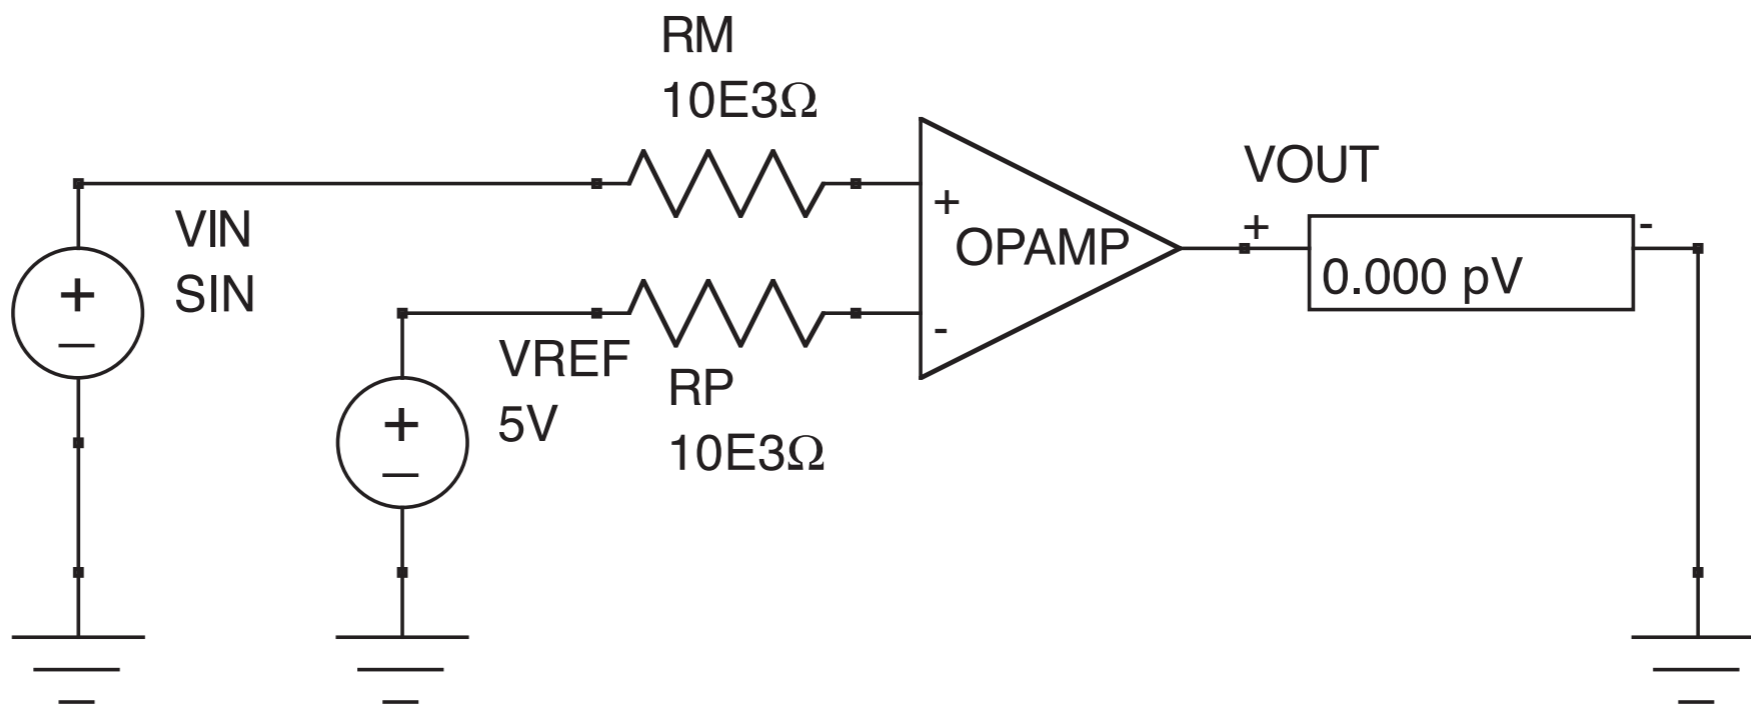 RM
10E3Ω
VIN
SIN
+
−
+
OPAMP
-
VOUT
+
-
0.000 pV
VREF
5V
+
−
RP
10E3Ω